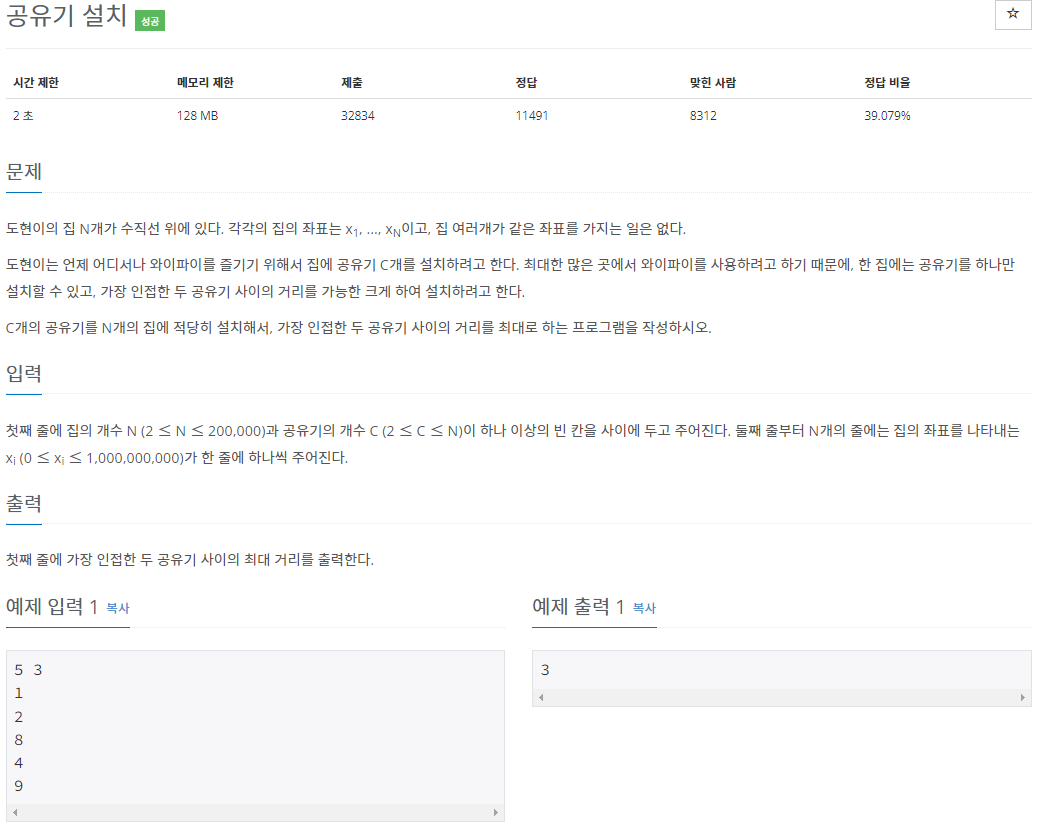 공유기 설치 성공
☆
시간 제한 메모리 제한 제출 정답 맞힌 사람 정답 비율
2 초 128 MB 32834 11491 8312 39.079%
문제
도현이의 집 N개가 수직선 위에 있다. 각각의 집의 좌표는 x1, ..., xN이고, 집 여러개가 같은 좌표를 가지는 일은 없다.
도현이는 언제 어디서나 와이파이를 즐기기 위해서 집에 공유기 C개를 설치하려고 한다. 최대한 많은 곳에서 와이파이를 사용하려고 하기 때문에, 한 집에는 공유기를 하나만
설치할 수 있고, 가장 인접한 두 공유기 사이의 거리를 가능한 크게 하여 설치하려고 한다.
C개의 공유기를 N개의 집에 적당히 설치해서, 가장 인접한 두 공유기 사이의 거리를 최대로 하는 프로그램을 작성하시오.
입력
첫째 줄에 집의 개수 N (2 ≤ N ≤ 200,000)과 공유기의 개수 C (2 ≤ C ≤ N)이 하나 이상의 빈 칸을 사이에 두고 주어진다. 둘째 줄부터 N개의 줄에는 집의 좌표를 나타내는
xi (0 ≤ xi ≤ 1,000,000,000)가 한 줄에 하나씩 주어진다.
출력
첫째 줄에 가장 인접한 두 공유기 사이의 최대 거리를 출력한다.
예제 입력 1 복사
5 3
1
2
8
4
9
예제 출력 1 복사
3